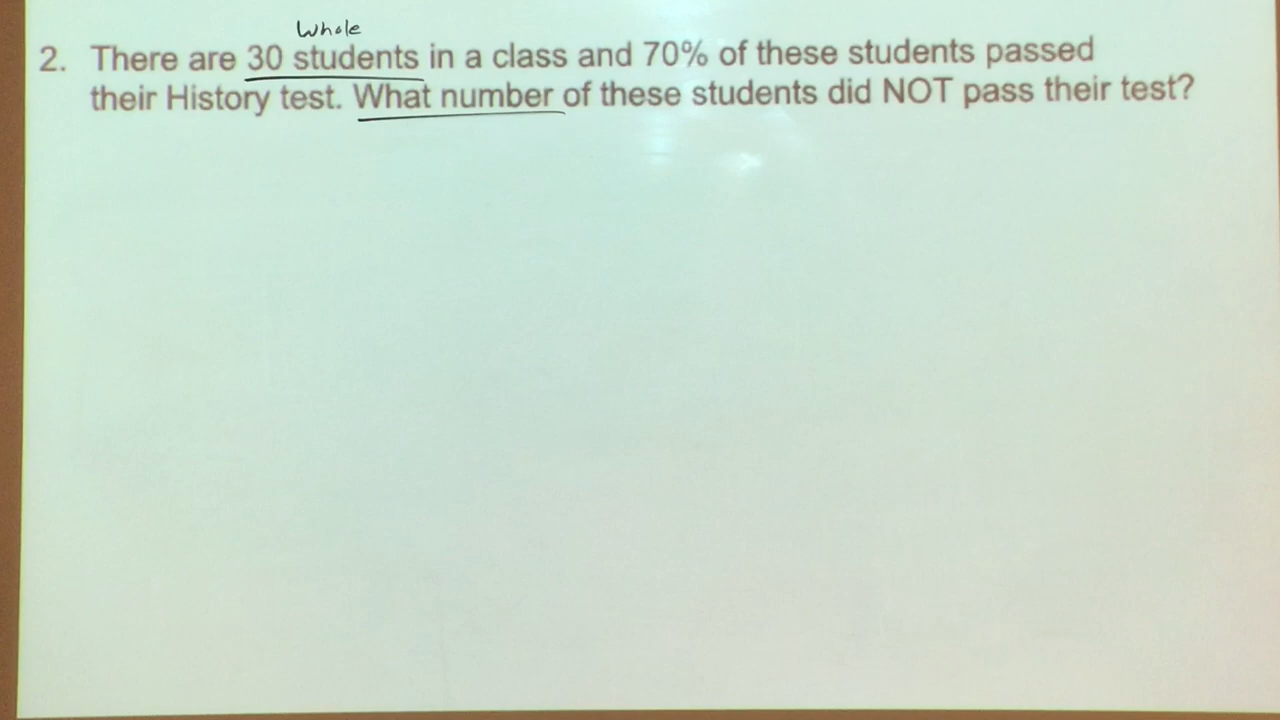 Whole
2. There are 30 students in a class and 70% of these students passed
their History test. What number of these students did NOT pass their test?